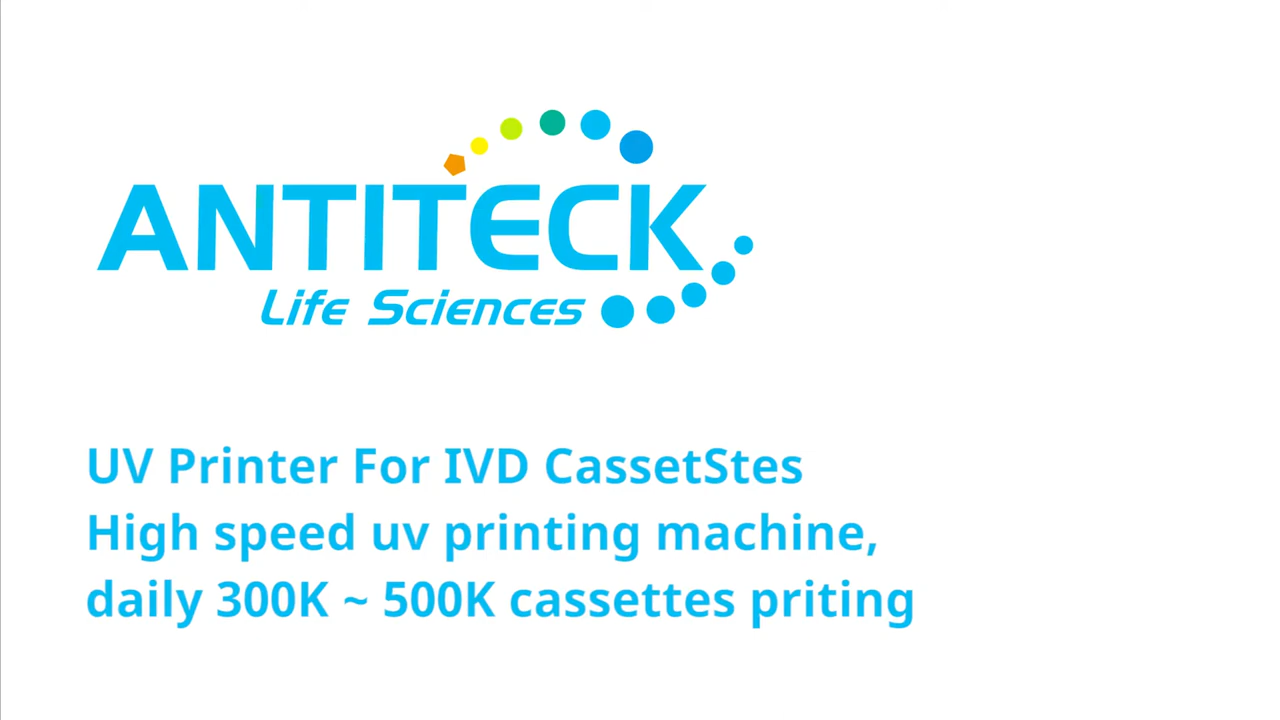 ANTITECK
Life Sciences
UV Printer For IVD CassetStes
High speed uv printing machine,
daily 300K ~ 500K cassettes priting